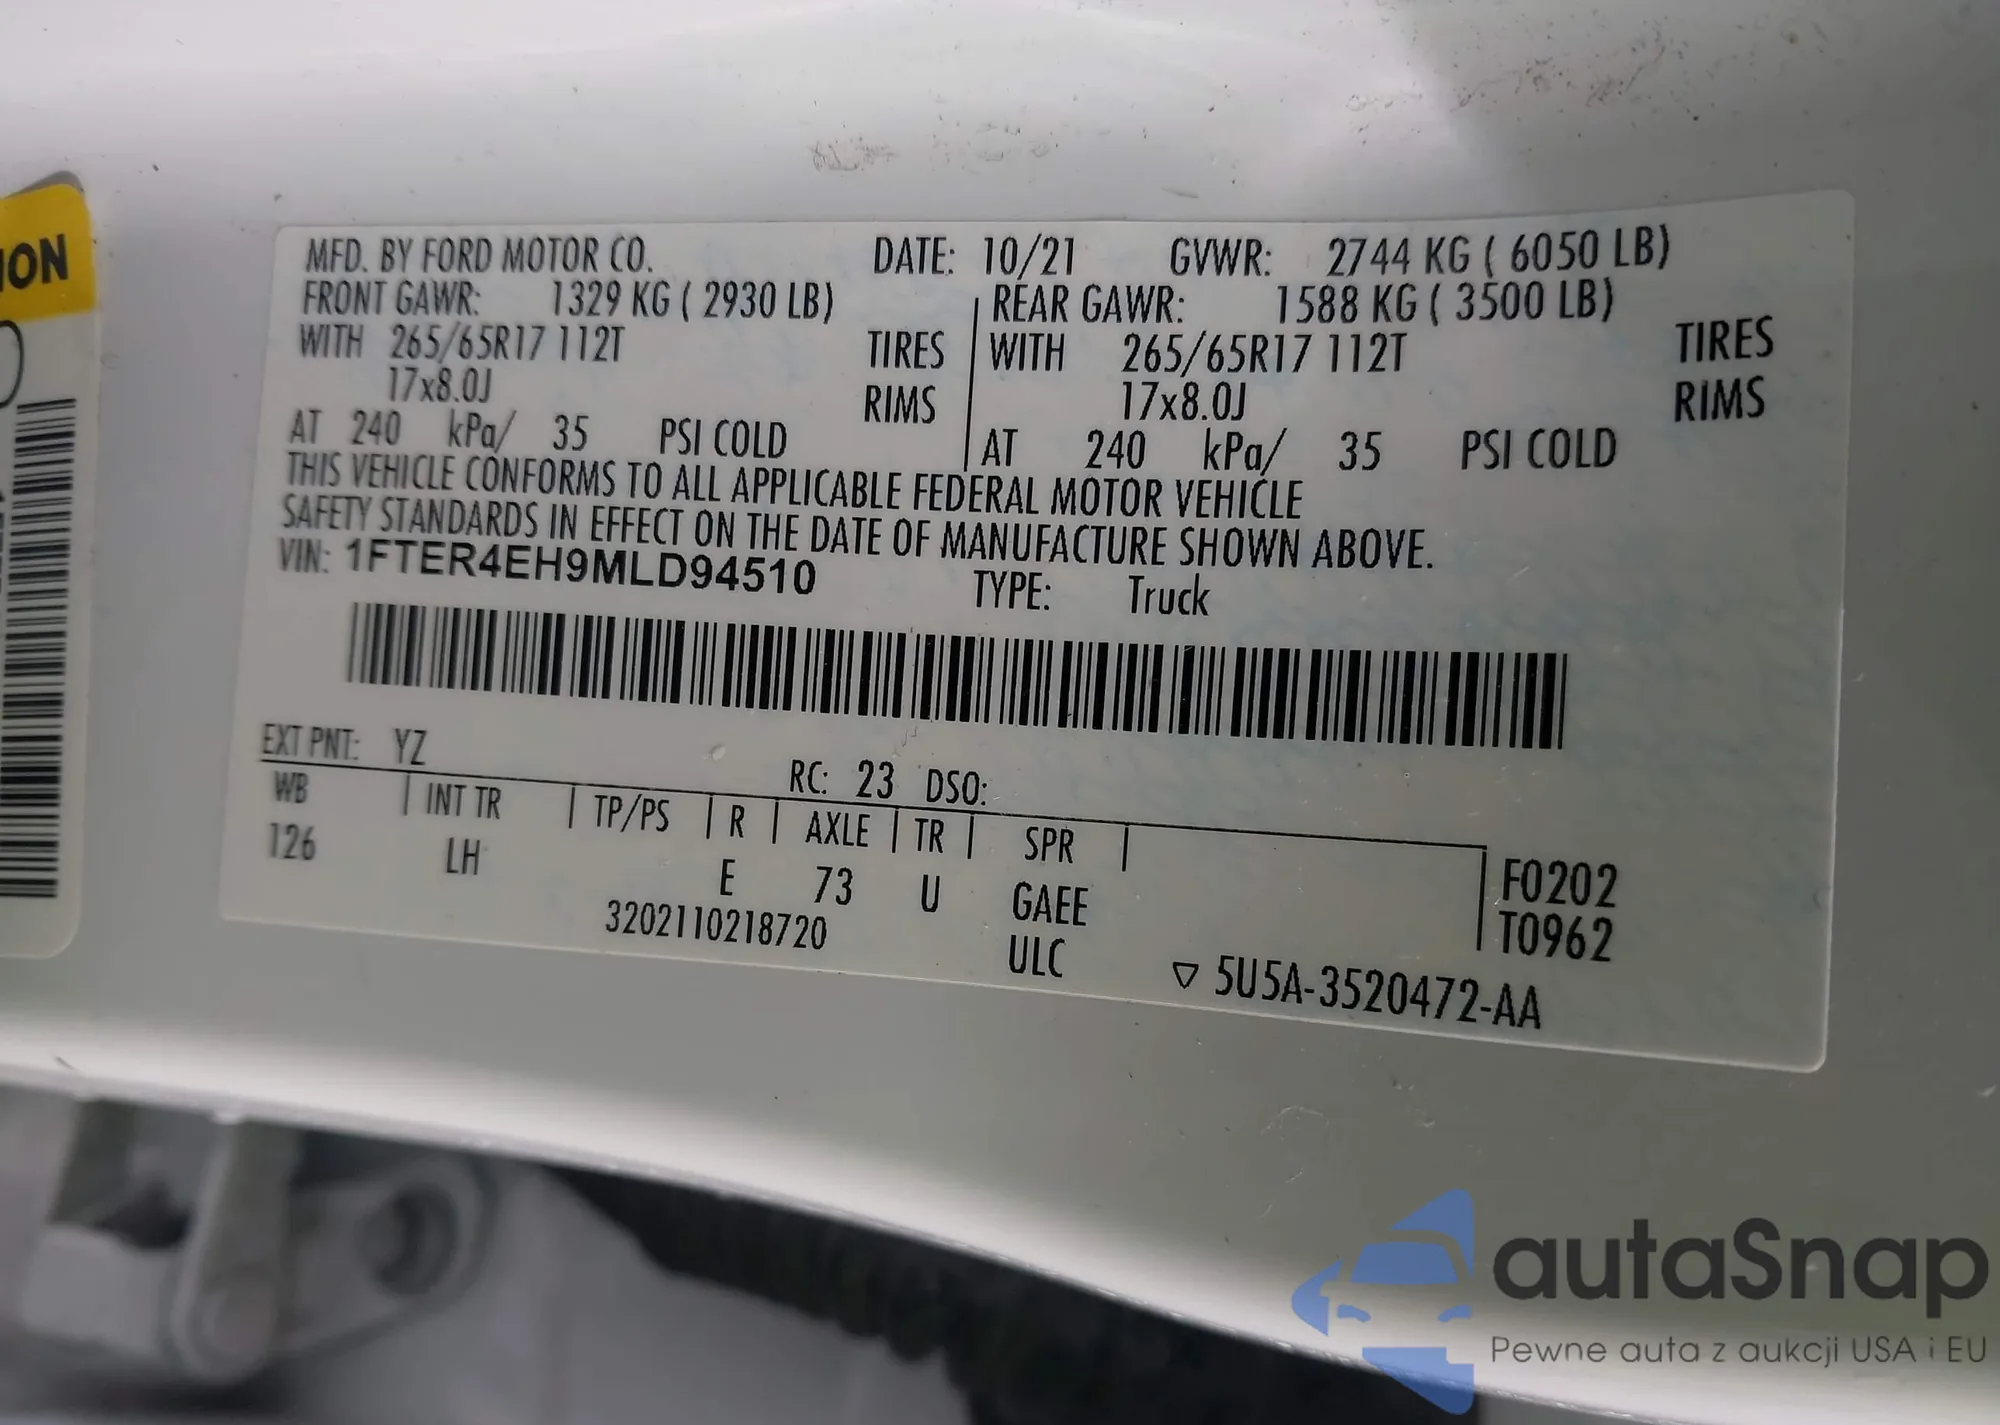 ION
MFD. BY FORD MOTOR CO. DATE: 10/21 GVWR: 2744 KG ( 6050 LB)
FRONT GAWR: 1329 KG ( 2930 LB) REAR GAWR: 1588 KG ( 3500 LB)
WITH 265/65R17 112T TIRES WITH 265/65R17 112T TIRES
17x8.0J RIMS 17x8.0J RIMS
AT 240 kPa/ 35 PSI COLD AT 240 kPa/ 35 PSI COLD
THIS VEHICLE CONFORMS TO ALL APPLICABLE FEDERAL MOTOR VEHICLE
SAFETY STANDARDS IN EFFECT ON THE DATE OF MANUFACTURE SHOWN ABOVE.
VIN: 1FTER4EH9MLD94510 TYPE: Truck
EXT PNT: YZ RC: 23 DSO:
WB INT TR TP/PS R AXLE TR SPR
126 LH E 73 U GAEE F0202
3202110218720 ULC T0962
▽ 5U5A-3520472-AA
autaSnap
Pewne auta z aukcji USA i EU